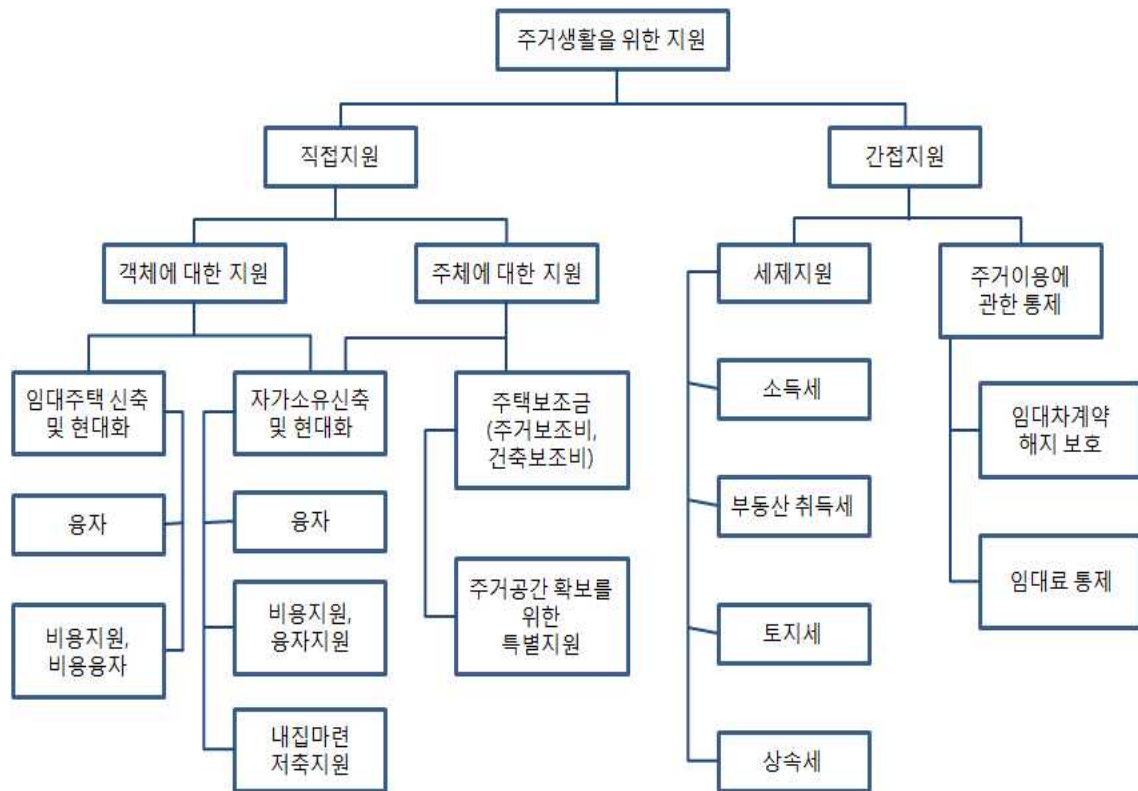 주거생활을 위한 지원
직접지원
간접지원
객체에 대한 지원
주체에 대한 지원
세제지원
주거이용에
관한 통제
임대주택 신축
및 현대화
자가소유신축
및 현대화
주택보조금
(주거보조비,
건축보조비)
소득세
임대차계약
해지 보호
융자
융자
부동산 취득세
임대료 통제
비용지원,
비용융자
비용지원,
융자지원
주거공간 확보를
위한
특별지원
토지세
내집마련
저축지원
상속세